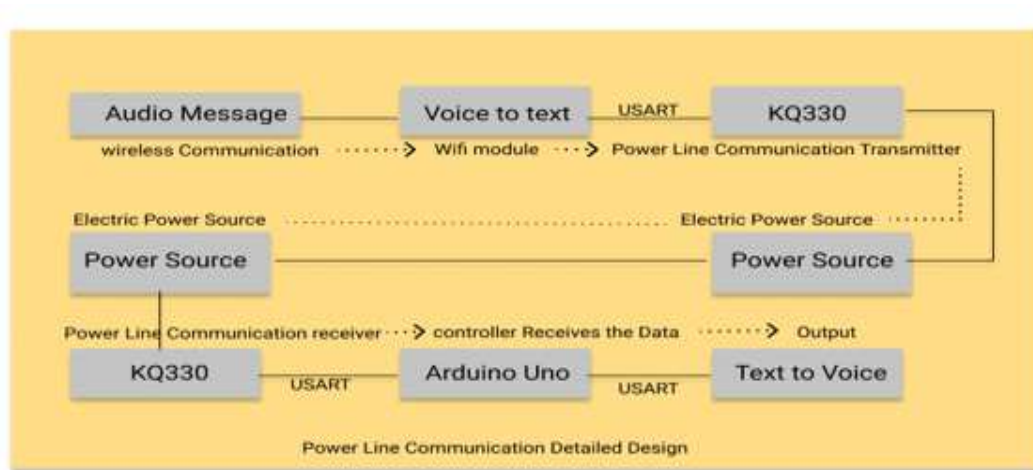 Audio Message Voice to text USART KQ330
wireless Communication Wifi module Power Line Communication Transmitter
Electric Power Source Electric Power Source
Power Source Power Source
Power Line Communication receiver controller Receives the Data Output
KQ330 USART Arduino Uno USART Text to Voice
Power Line Communication Detailed Design